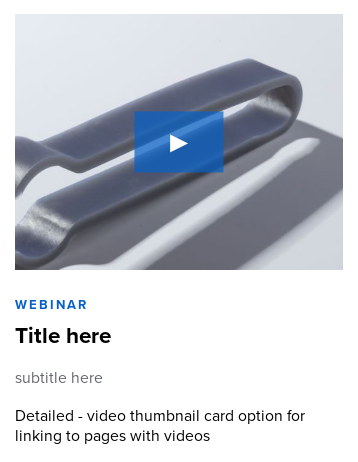 WEBINAR
Title here
subtitle here
Detailed - video thumbnail card option for
linking to pages with videos